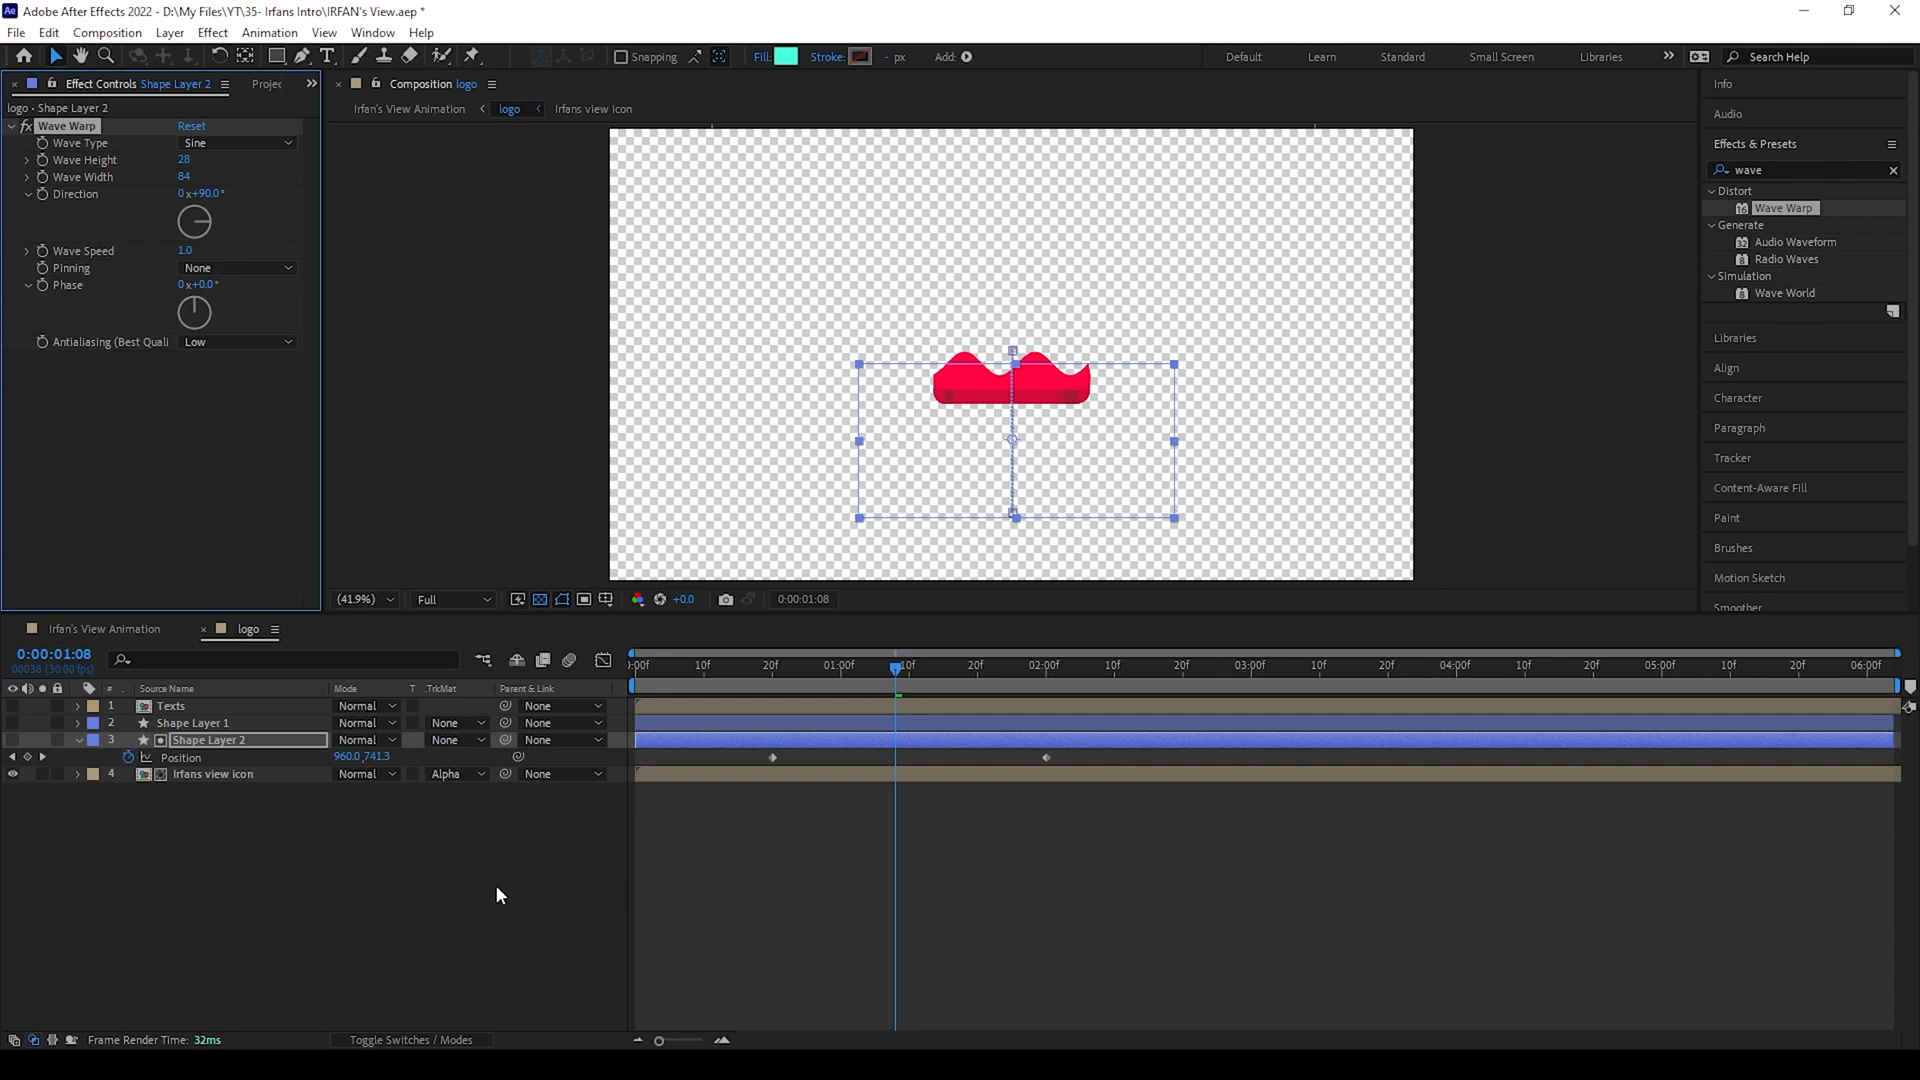 Ae Adobe After Effects 2022 - D:\My Files\YT\35- Irfans Intro\IRFAN's View.aep *
File Edit Composition Layer Effect Animation View Window Help
Snapping Fill: Stroke: - px Add: Default Learn Standard Small Screen Libraries Search Help
Effect Controls Shape Layer 2 Projec
logo • Shape Layer 2
fx Wave Warp Reset
Wave Type Sine
Wave Height 28
Wave Width 84
Direction 0x+90.0°
Wave Speed 1.0
Pinning None
Phase 0x+0.0°
Antialiasing (Best Quali Low
Composition logo
Irfan's View Animation logo Irfans view icon
(41.9%) Full +0.0 0:00:01:08
Info
Audio
Effects & Presets
wave
Distort
Wave Warp
Generate
Audio Waveform
Radio Waves
Simulation
Wave World
Libraries
Align
Character
Paragraph
Tracker
Content-Aware Fill
Paint
Brushes
Motion Sketch
Smoother
Irfan's View Animation logo
0:00:01:08
00038 (30.00 fps)
:00f 10f 20f 01:00f 10f 20f 02:00f 10f 20f 03:00f 10f 20f 04:00f 10f 20f 05:00f 10f 20f 06:00f
# Source Name Mode T .TrkMat Parent & Link
1 Texts Normal None
2 Shape Layer 1 Normal None None
3 Shape Layer 2 Normal None None
Position 960.0,741.3
4 Irfans view icon Normal Alpha None
Frame Render Time: 32ms Toggle Switches / Modes